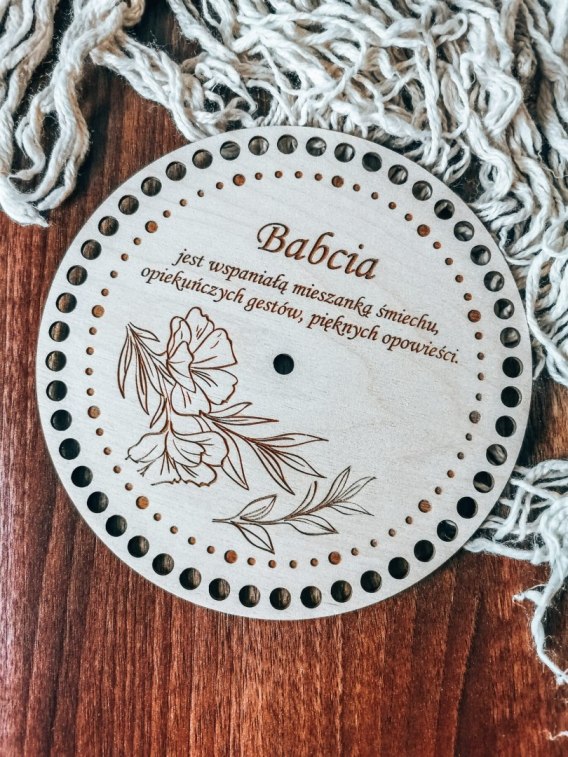 Babcia
jest wspaniałą mieszanką śmiechu,
opiekuńczych gestów, pięknych opowieści.